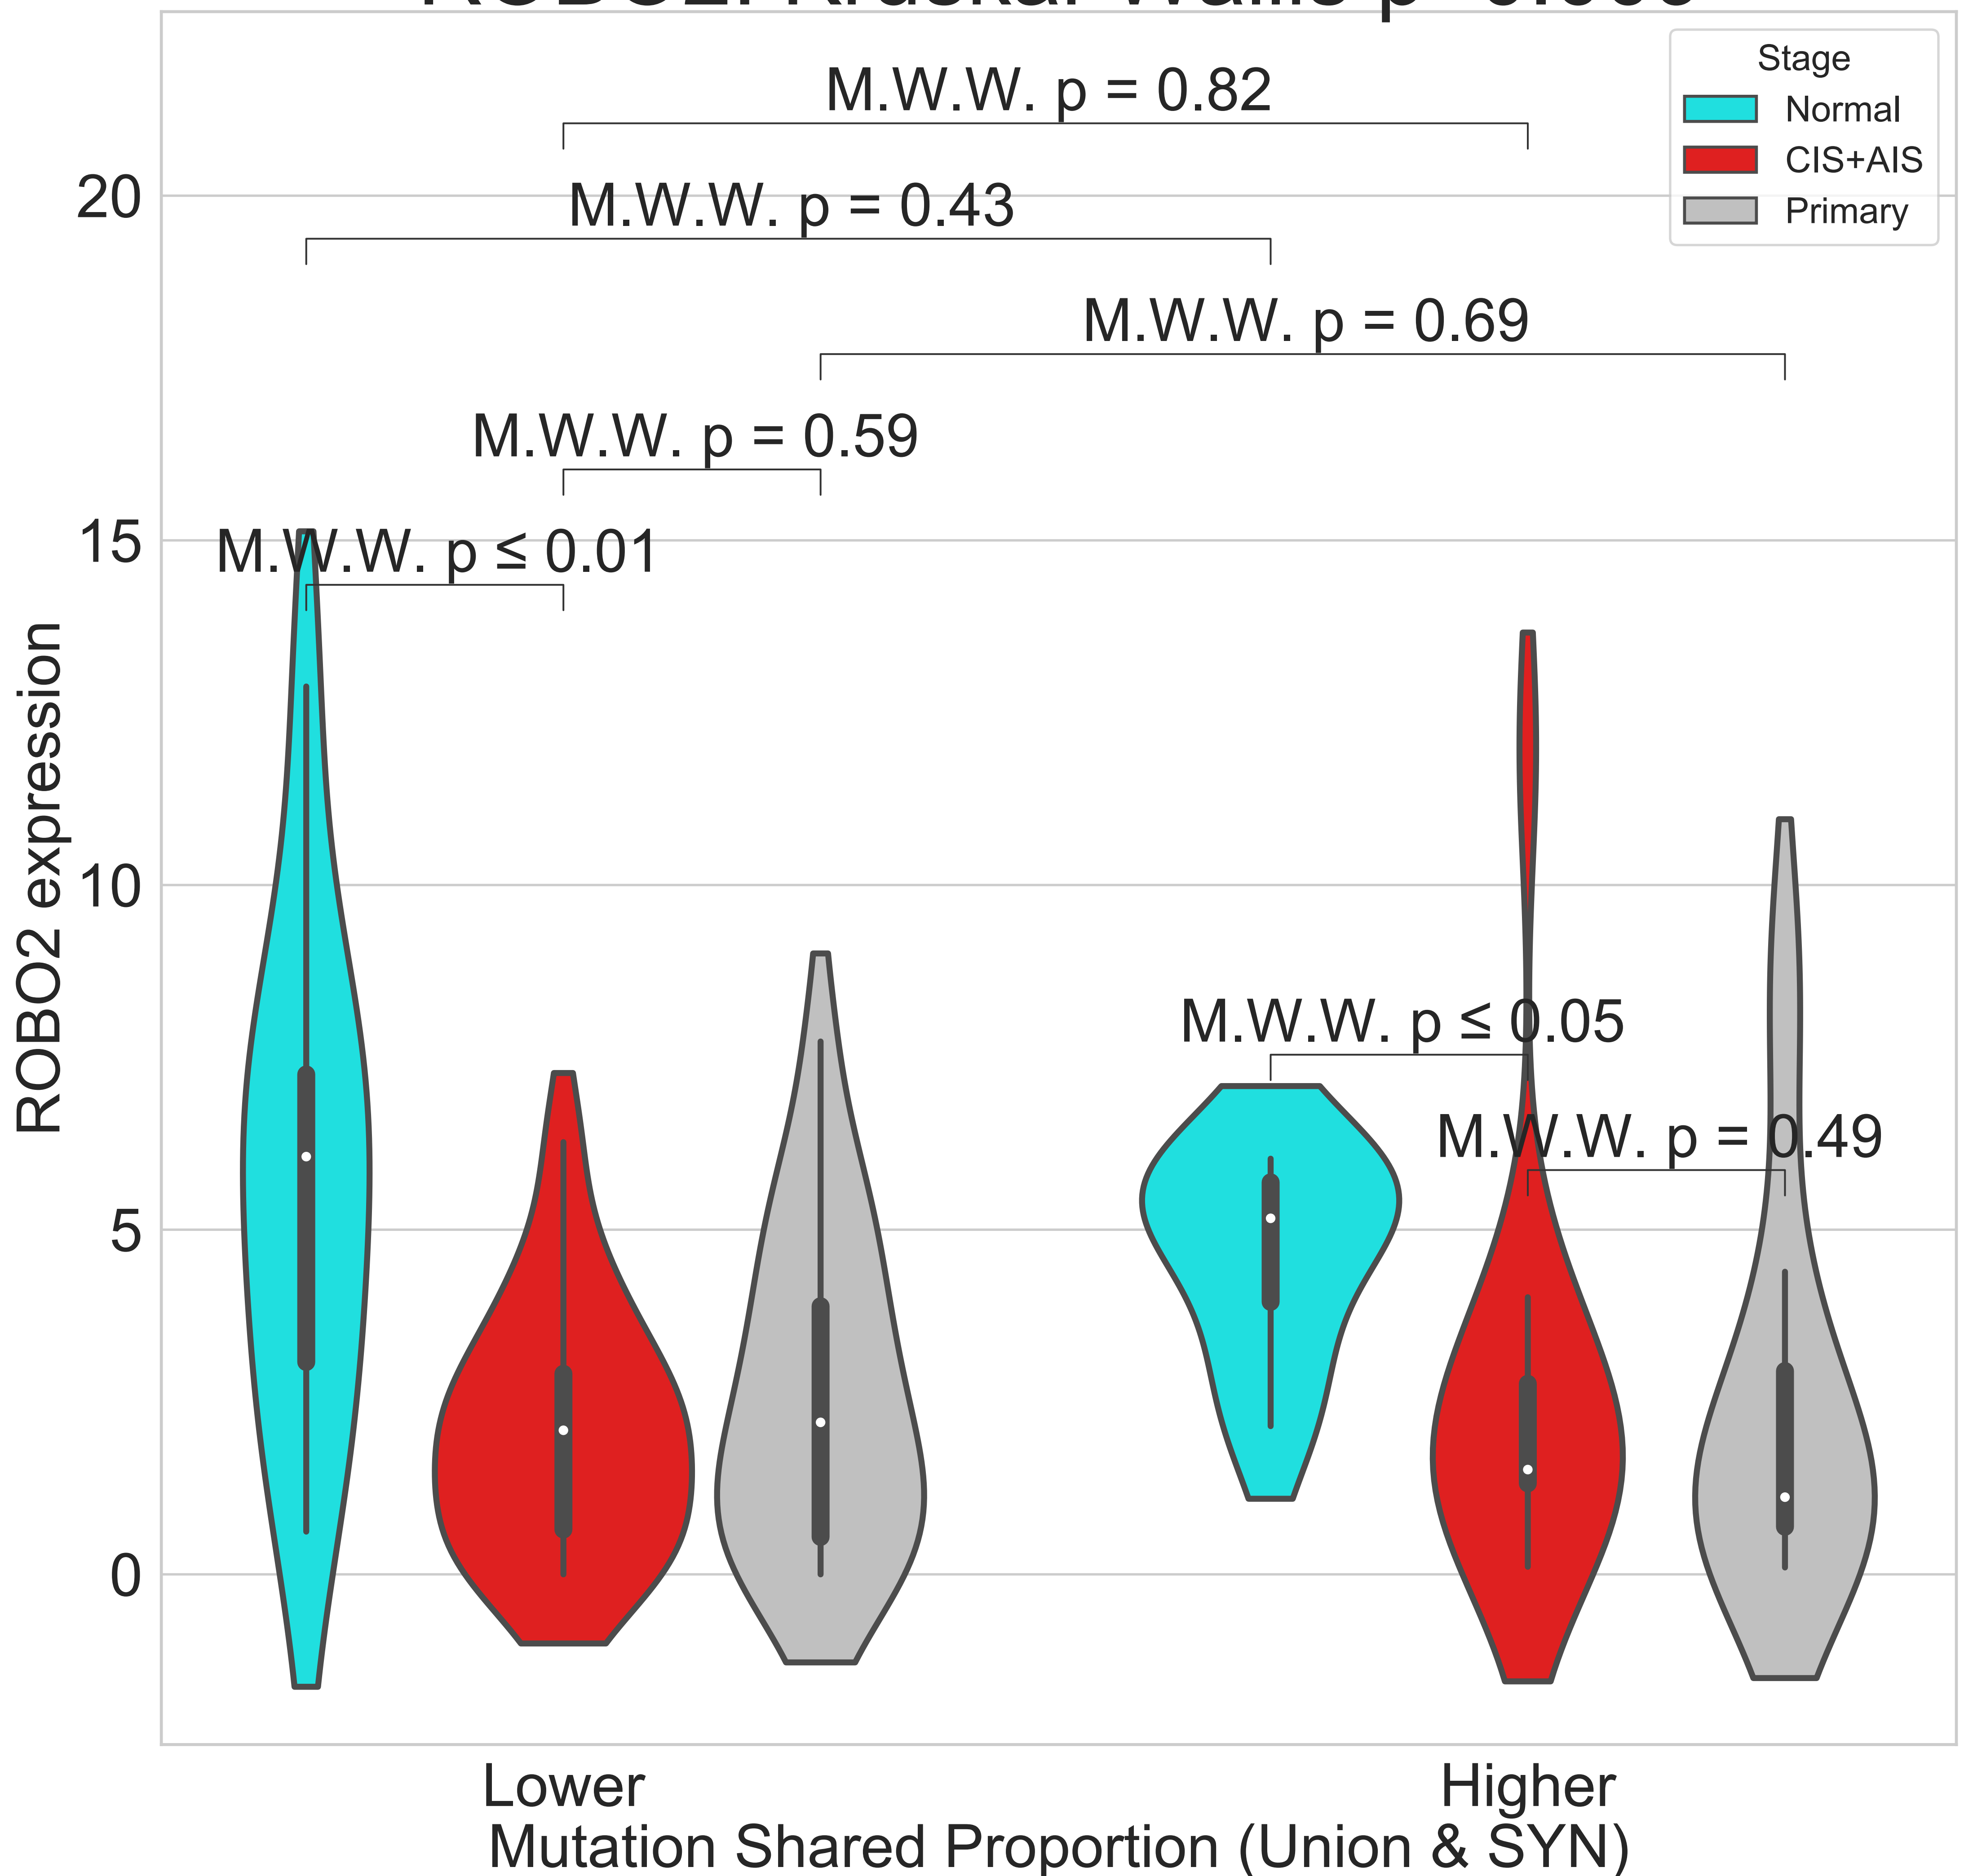 Stage
Normal
CIS+AIS
Primary
M.W.W. p = 0.82
M.W.W. p = 0.43
M.W.W. p = 0.69
M.W.W. p = 0.59
M.W.W. p ≤ 0.01
M.W.W. p ≤ 0.05
M.W.W. p = 0.49
20
15
10
5
0
ROBO2 expression
Lower
Higher
Mutation Shared Proportion (Union & SYN)